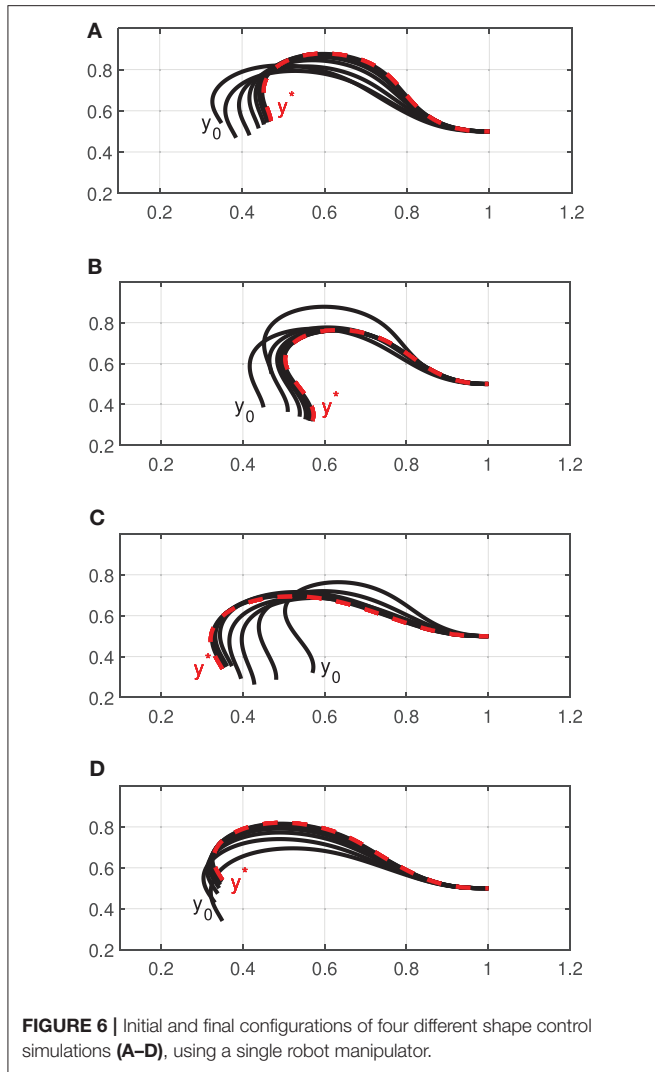 A
0.8
0.6
0.4
0.2
y0
y*
0.2 0.4 0.6 0.8 1 1.2
B
0.8
0.6
0.4
0.2
y0
y*
0.2 0.4 0.6 0.8 1 1.2
C
0.8
0.6
0.4
0.2
y*
y0
0.2 0.4 0.6 0.8 1 1.2
D
0.8
0.6
0.4
0.2
y0
y*
0.2 0.4 0.6 0.8 1 1.2
FIGURE 6 | Initial and final configurations of four different shape control
simulations (A–D), using a single robot manipulator.